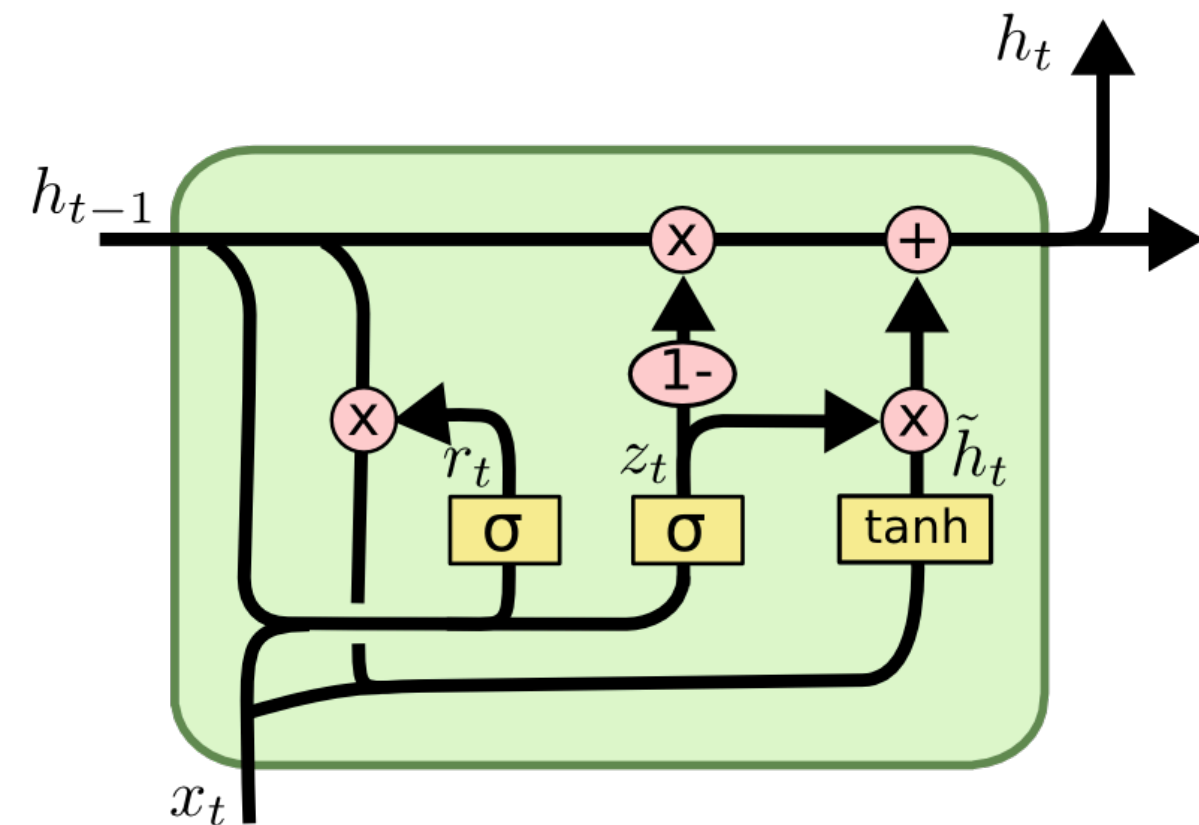 h_t
h_{t-1}
x +
1-
x x
r_t z_t h̃_t
σ σ tanh
x_t